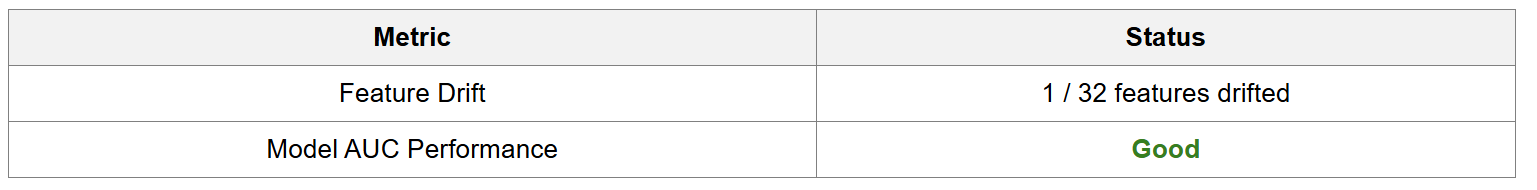 Metric Status
Feature Drift 1 / 32 features drifted
Model AUC Performance Good